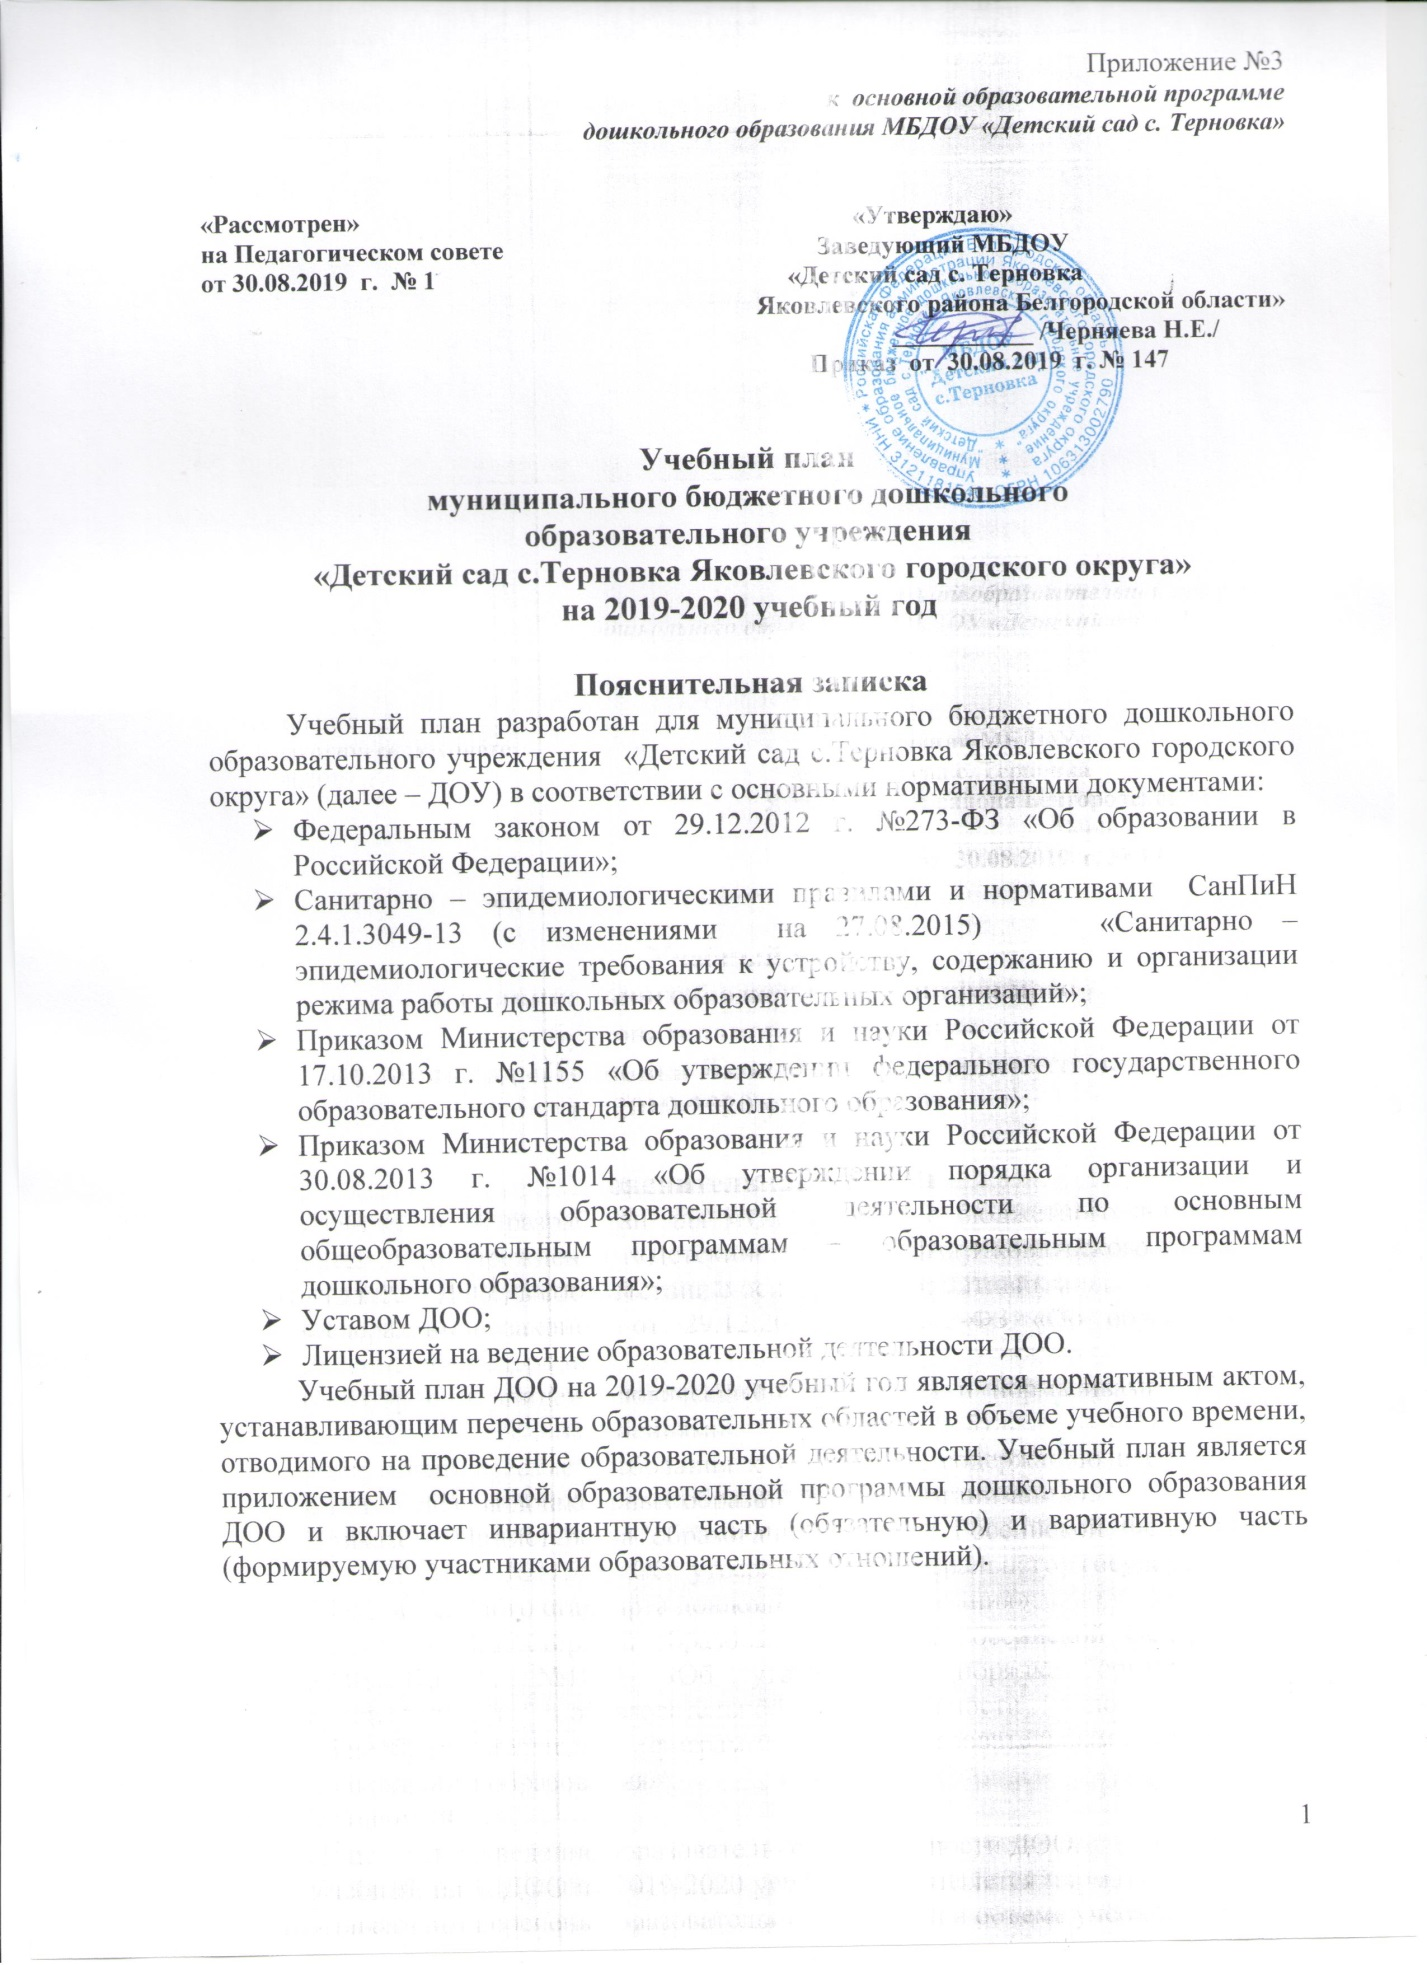 Приложение №3
к основной образовательной программе
дошкольного образования МБДОУ «Детский сад с. Терновка»
«Рассмотрен»
на Педагогическом совете
от 30.08.2019 г. № 1
«Утверждаю»
Заведующий МБДОУ
«Детский сад с. Терновка
Яковлевского района Белгородской области»
/Черняева Н.Е./
Приказ от 30.08.2019 г. № 147
МБДОУ
"Детский сад
с.Терновка
Учебный план
муниципального бюджетного дошкольного
образовательного учреждения
«Детский сад с.Терновка Яковлевского городского округа»
на 2019-2020 учебный год
Пояснительная записка
Учебный план разработан для муниципального бюджетного дошкольного
образовательного учреждения «Детский сад с.Терновка Яковлевского городского
округа» (далее – ДОУ) в соответствии с основными нормативными документами:
➢ Федеральным законом от 29.12.2012 г. №273-ФЗ «Об образовании в
Российской Федерации»;
➢ Санитарно – эпидемиологическими правилами и нормативами СанПиН
2.4.1.3049-13 (с изменениями на 27.08.2015) «Санитарно –
эпидемиологические требования к устройству, содержанию и организации
режима работы дошкольных образовательных организаций»;
➢ Приказом Министерства образования и науки Российской Федерации от
17.10.2013 г. №1155 «Об утверждении федерального государственного
образовательного стандарта дошкольного образования»;
➢ Приказом Министерства образования и науки Российской Федерации от
30.08.2013 г. №1014 «Об утверждении порядка организации и
осуществления образовательной деятельности по основным
общеобразовательным программам – образовательным программам
дошкольного образования»;
➢ Уставом ДОО;
➢ Лицензией на ведение образовательной деятельности ДОО.
Учебный план ДОО на 2019-2020 учебный год является нормативным актом,
устанавливающим перечень образовательных областей в объеме учебного времени,
отводимого на проведение образовательной деятельности. Учебный план является
приложением основной образовательной программы дошкольного образования
ДОО и включает инвариантную часть (обязательную) и вариативную часть
(формируемую участниками образовательных отношений).
1